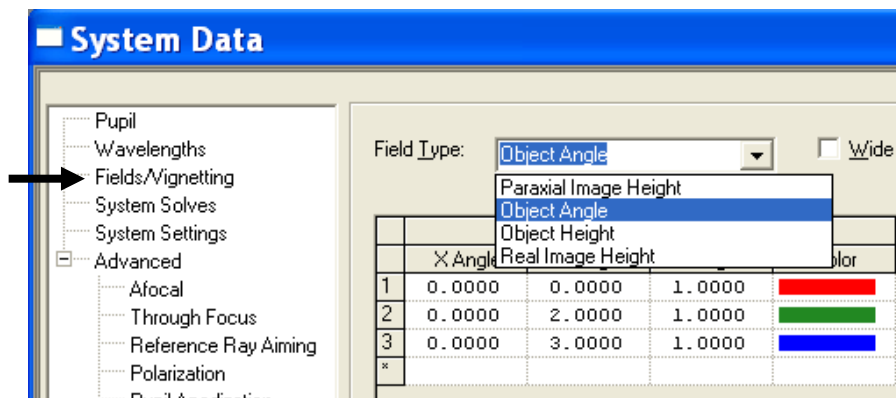 System Data
Pupil
Wavelengths
Fields/Vignetting
System Solves
System Settings
Advanced
Afocal
Through Focus
Reference Ray Aiming
Polarization
Field Type: Object Angle Wide
Paraxial Image Height
Object Angle
Object Height
Real Image Height
X Angle
1 0.0000 0.0000 1.0000
2 0.0000 2.0000 1.0000
3 0.0000 3.0000 1.0000
*